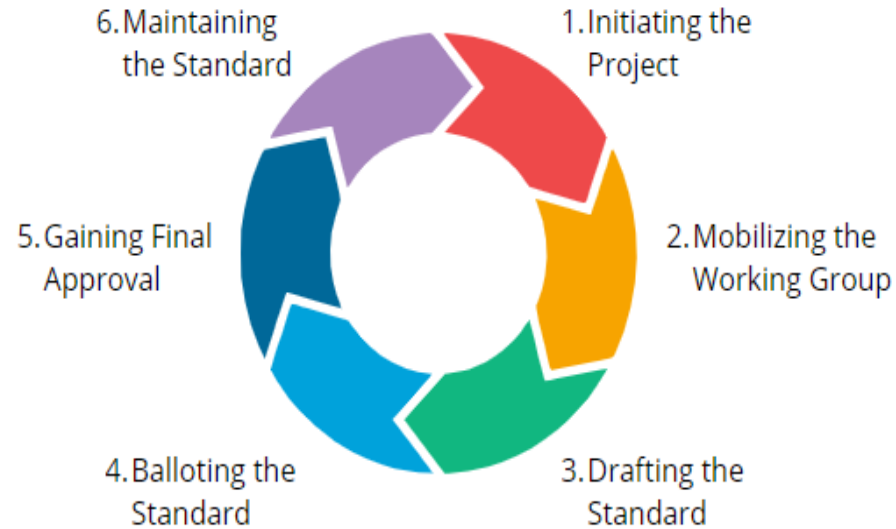 1.Initiating the
Project
2.Mobilizing the
Working Group
3.Drafting the
Standard
4.Balloting the
Standard
5.Gaining Final
Approval
6.Maintaining
the Standard